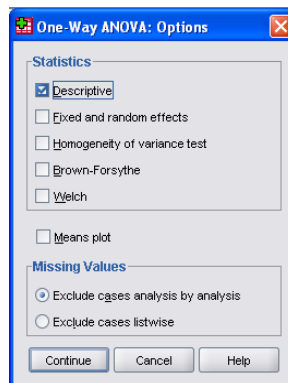 One-Way ANOVA: Options
Statistics
Descriptive
Fixed and random effects
Homogeneity of variance test
Brown-Forsythe
Welch
Means plot
Missing Values
Exclude cases analysis by analysis
Exclude cases listwise
Continue Cancel Help